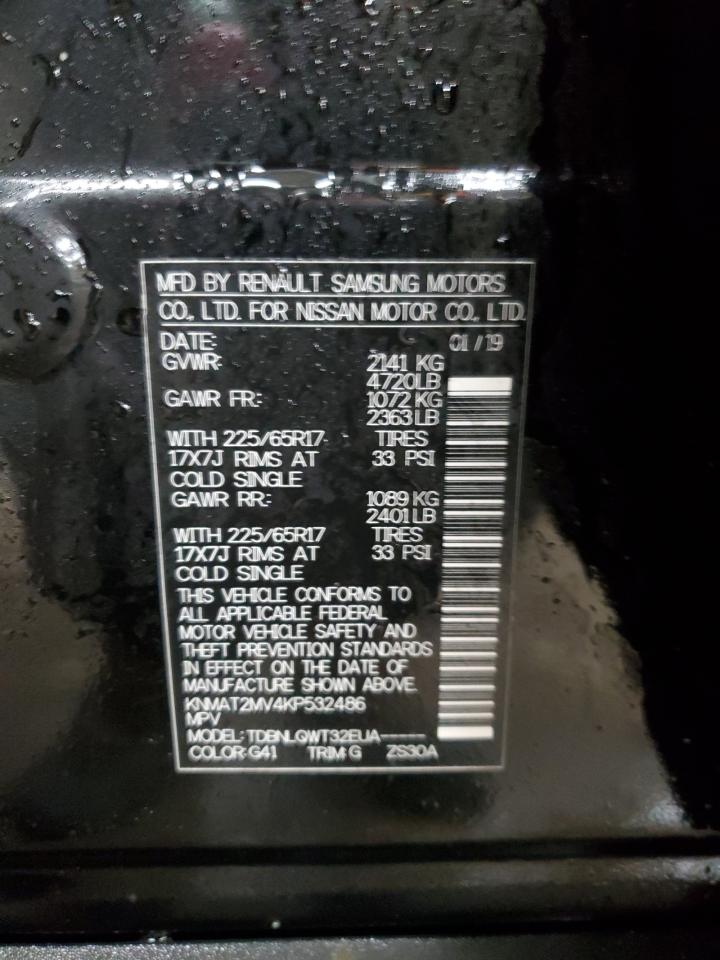 MFD BY RENAULT SAMSUNG MOTORS
CO., LTD. FOR NISSAN MOTOR CO., LTD.
DATE: 01 / 19
GVWR: 2141 KG
4720LB
GAWR FR: 1072 KG
2363LB
WITH 225/65R17 TIRES
17X7J RIMS AT 33 PSI
COLD SINGLE
GAWR RR: 1089 KG
2401LB
WITH 225/65R17 TIRES
17X7J RIMS AT 33 PSI
COLD SINGLE
THIS VEHICLE CONFORMS TO
ALL APPLICABLE FEDERAL
MOTOR VEHICLE SAFETY AND
THEFT PREVENTION STANDARDS
IN EFFECT ON THE DATE OF
MANUFACTURE SHOWN ABOVE.
KNMAT2MV4KP532486
MPV
MODEL: TDBNLQWT32EUA-----
COLOR: G41 TRIM: G ZS30A